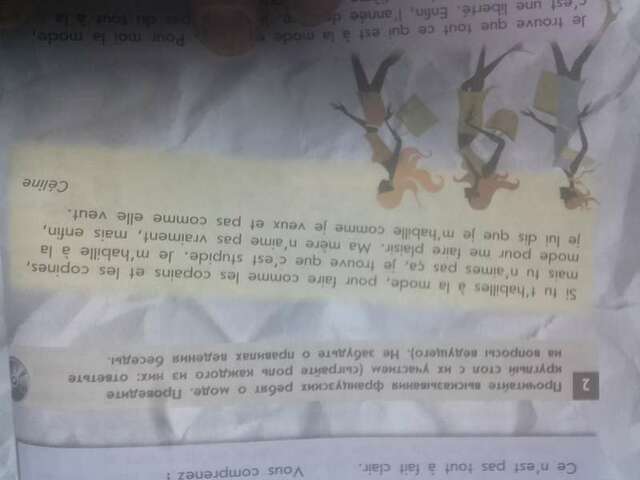 Ce n'est pas tout à fait clair. Vous comprenez ?
2 Прочитайте высказывания французских ребят о моде. Проведите
круглый стол с их участием (сыграйте роль каждого из них: ответьте
на вопросы ведущего). Не забудьте о правилах ведения беседы.
Si tu t'habilles à la mode, pour faire comme les copains et les copines,
mais tu n'aimes pas ça, je trouve que c'est stupide. Je m'habille à la
mode pour me faire plaisir. Ma mère n'aime pas vraiment, mais enfin,
je lui dis que je m'habille comme je veux et pas comme elle veut.
Céline
Je trouve que tout ce qui est à la mode Pour moi la mode,
c'est une liberté. Enfin, l'année de pas du tout à la